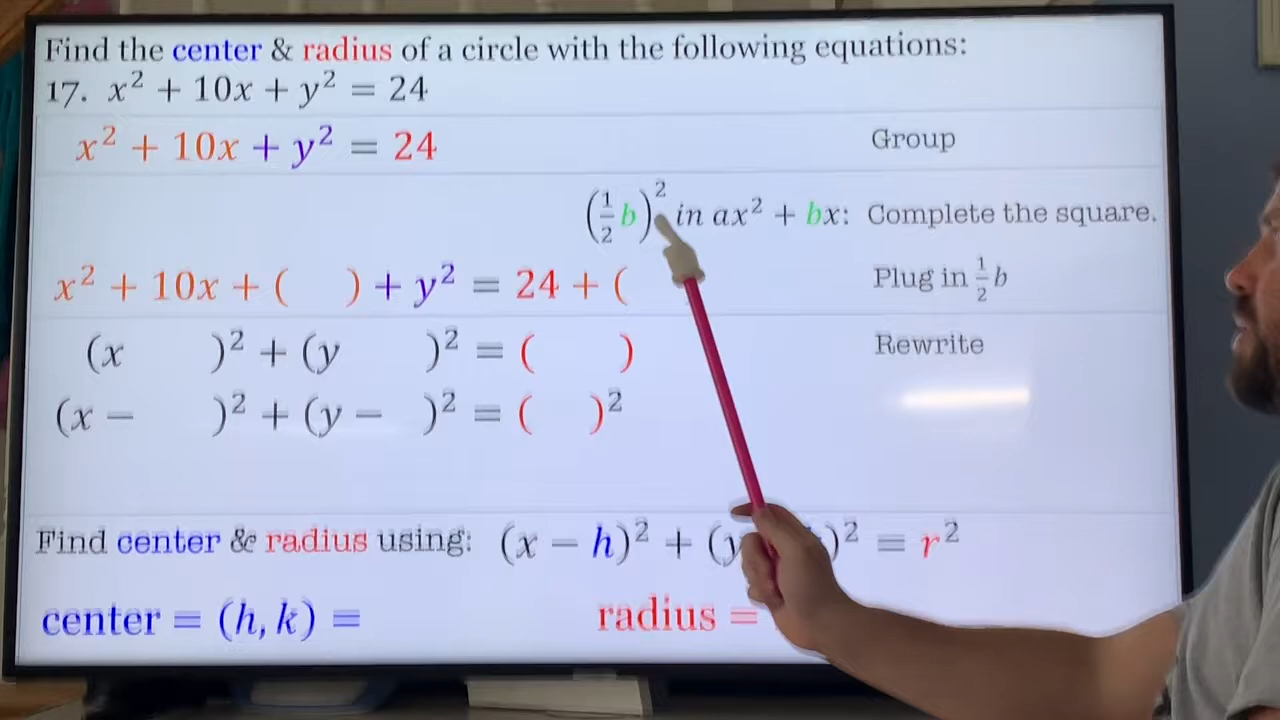 Find the center & radius of a circle with the following equations:
17. x² + 10x + y² = 24
x² + 10x + y² = 24 Group
(1/2 b)² in ax² + bx: Complete the square.
x² + 10x + ( ) + y² = 24 + ( Plug in 1/2 b
(x )² + (y )² = ( ) Rewrite
(x − )² + (y − )² = ( )²
Find center & radius using: (x − h)² + (y )² = r²
center = (h, k) =
radius =